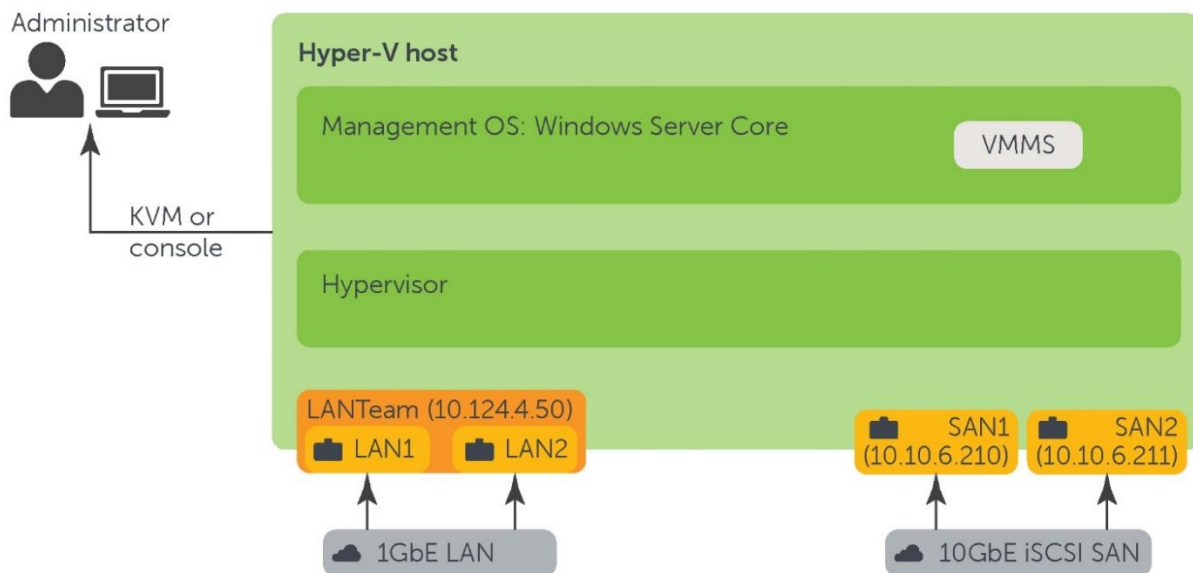 Administrator
Hyper-V host
Management OS: Windows Server Core
VMMS
KVM or
console
Hypervisor
LANTeam (10.124.4.50)
LAN1
LAN2
SAN1
(10.10.6.210)
SAN2
(10.10.6.211)
1GbE LAN
10GbE iSCSI SAN